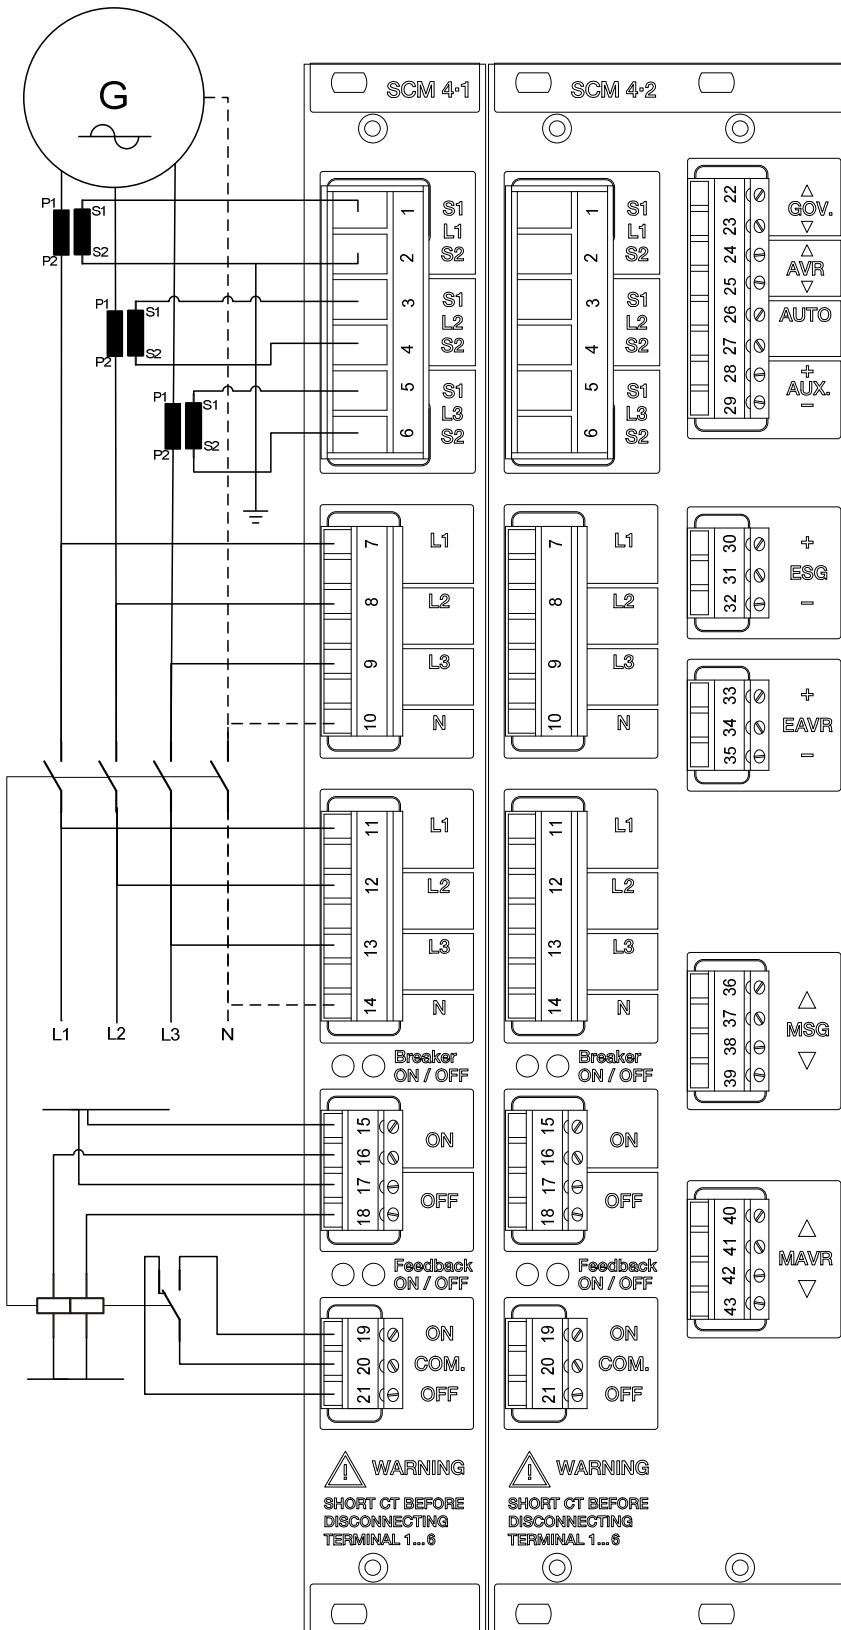 G
P1
S1
P2
S2
P1
S1
P2
S2
P1
S1
P2
S2
L1
L2
L3
N
SCM 4·1
1
2
3
4
5
6
S1
L1
S2
S1
L2
S2
S1
L3
S2
7
8
9
10
L1
L2
L3
N
11
12
13
14
L1
L2
L3
N
Breaker
ON / OFF
15
16
17
18
ON
OFF
Feedback
ON / OFF
19
20
21
ON
COM.
OFF
WARNING
SHORT CT BEFORE
DISCONNECTING
TERMINAL 1...6
SCM 4·2
1
2
3
4
5
6
S1
L1
S2
S1
L2
S2
S1
L3
S2
7
8
9
10
L1
L2
L3
N
11
12
13
14
L1
L2
L3
N
Breaker
ON / OFF
15
16
17
18
ON
OFF
Feedback
ON / OFF
19
20
21
ON
COM.
OFF
WARNING
SHORT CT BEFORE
DISCONNECTING
TERMINAL 1...6
22
23
24
25
26
27
28
29
GOV.
AVR
AUTO
+
AUX.
–
30
31
32
+
ESG
–
33
34
35
+
EAVR
–
36
37
38
39
MSG
40
41
42
43
MAVR